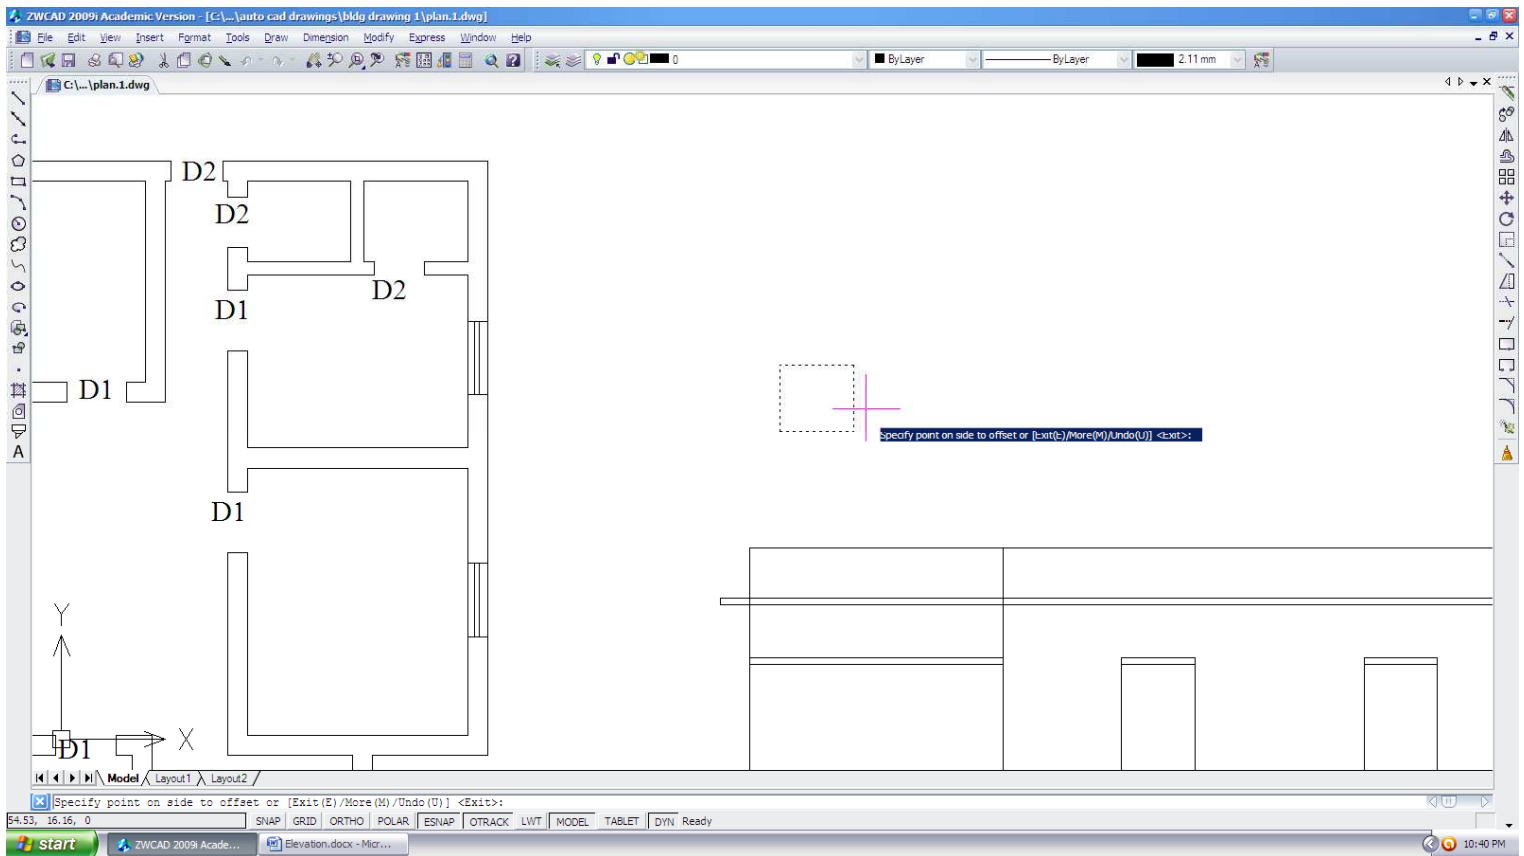 ZWCAD 2009i Academic Version - [C:\...\auto cad drawings\bldg drawing 1\plan.1.dwg]
File Edit View Insert Format Tools Draw Dimension Modify Express Window Help
0 ByLayer ByLayer 2.11 mm
C:\...\plan.1.dwg
D2
D2
D2
D1
D1
D1
Specify point on side to offset or [Exit(E)/More(M)/Undo(U)] <Exit>:
Y
X
D1
A
Model Layout1 Layout2
Specify point on side to offset or [Exit(E)/More(M)/Undo(U)] <Exit>:
54.53, 16.16, 0 SNAP GRID ORTHO POLAR ESNAP OTRACK LWT MODEL TABLET DYN Ready
start ZWCAD 2009i Acade... Elevation.docx - Micr... 10:40 PM